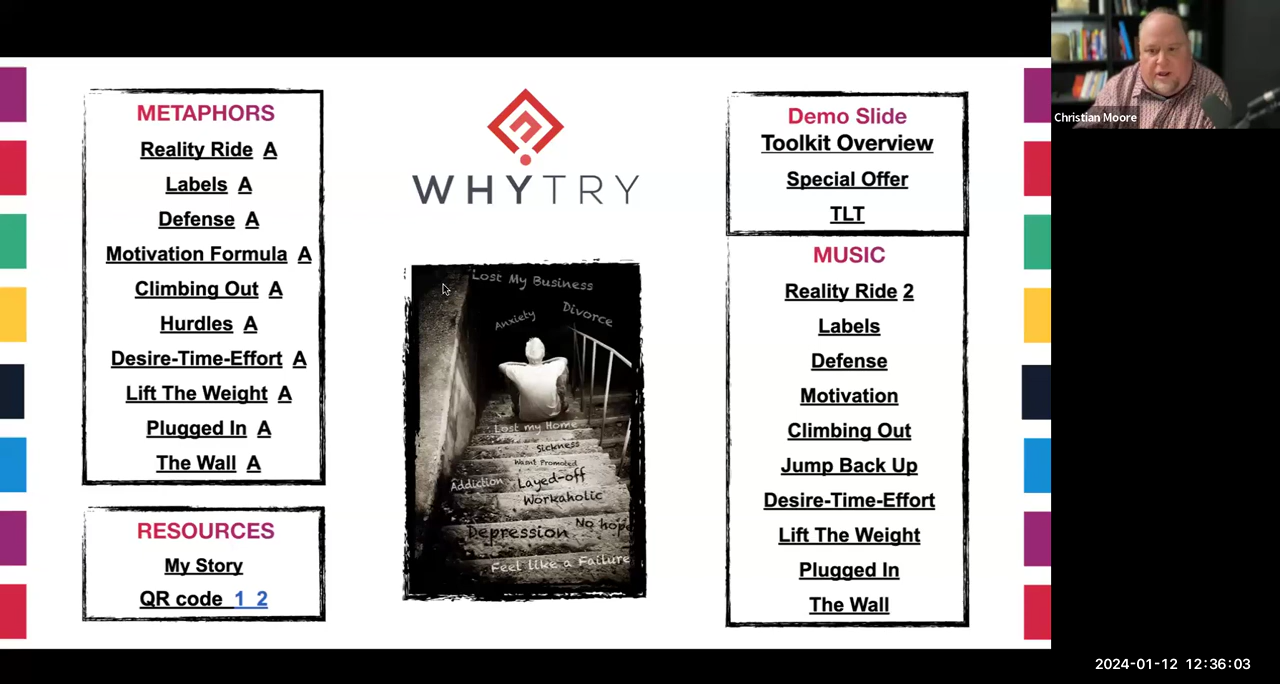 METAPHORS
Reality Ride A
Labels A
Defense A
Motivation Formula A
Climbing Out A
Hurdles A
Desire-Time-Effort A
Lift The Weight A
Plugged In A
The Wall A
RESOURCES
My Story
QR code 1 2
WHYTRY
Lost My Business
Anxiety
Divorce
Lost my Home
Sickness
Wasnt Promoted
Addiction
Layed-off
Workaholic
Depression
No hope
Feel like a Failure
Demo Slide
Toolkit Overview
Special Offer
TLT
MUSIC
Reality Ride 2
Labels
Defense
Motivation
Climbing Out
Jump Back Up
Desire-Time-Effort
Lift The Weight
Plugged In
The Wall
Christian Moore
2024-01-12 12:36:03